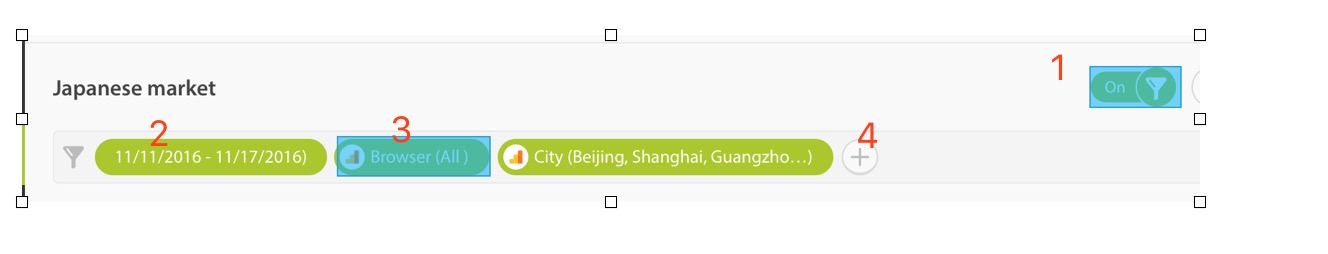 1
Japanese market
On
2
3
4
11/11/2016 - 11/17/2016)
Browser (All )
City (Beijing, Shanghai, Guangzho...)